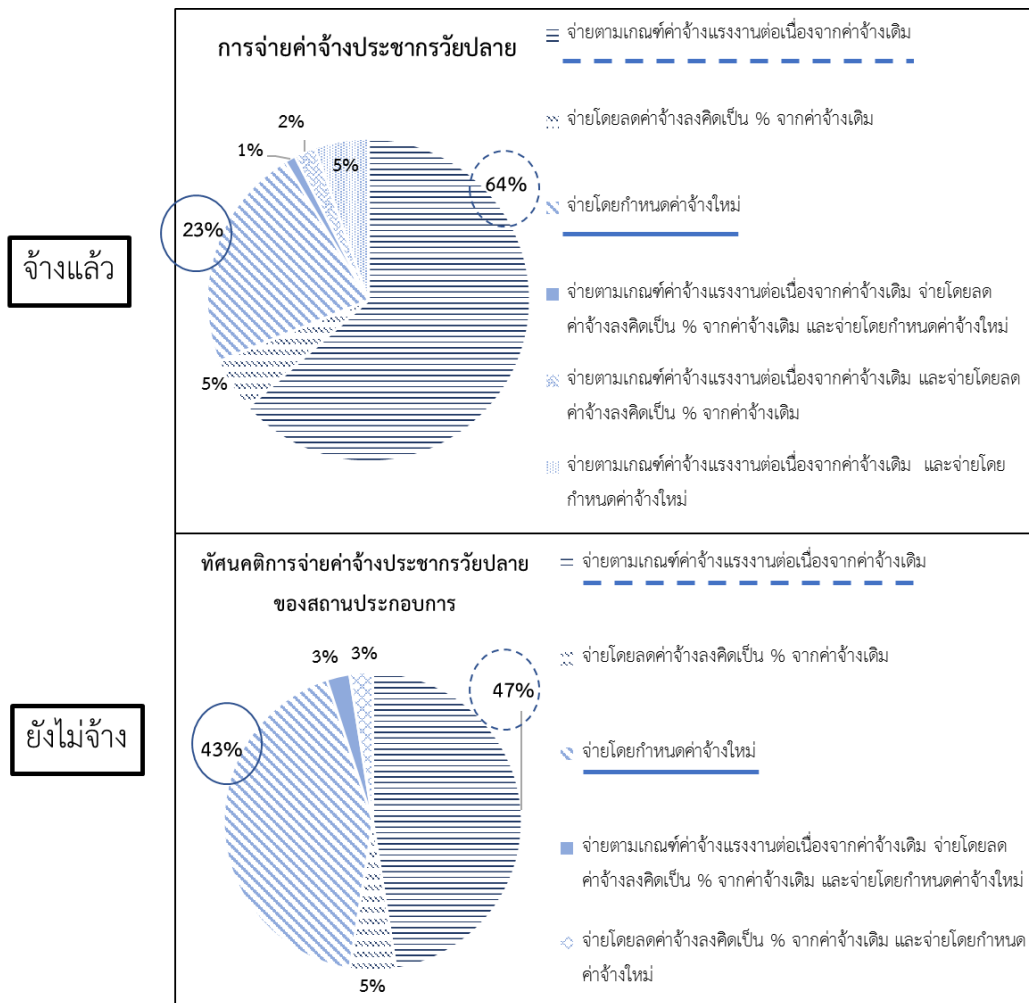 การจ่ายค่าจ้างประชากรวัยปลาย
จ่ายตามเกณฑ์ค่าจ้างแรงงานต่อเนื่องจากค่าจ้างเดิม
จ่ายโดยลดค่าจ้างลงคิดเป็น % จากค่าจ้างเดิม
จ่ายโดยกำหนดค่าจ้างใหม่
จ่ายตามเกณฑ์ค่าจ้างแรงงานต่อเนื่องจากค่าจ้างเดิม จ่ายโดยลด
ค่าจ้างลงคิดเป็น % จากค่าจ้างเดิม และจ่ายโดยกำหนดค่าจ้างใหม่
จ่ายตามเกณฑ์ค่าจ้างแรงงานต่อเนื่องจากค่าจ้างเดิม และจ่ายโดยลด
ค่าจ้างลงคิดเป็น % จากค่าจ้างเดิม
จ่ายตามเกณฑ์ค่าจ้างแรงงานต่อเนื่องจากค่าจ้างเดิม และจ่ายโดย
กำหนดค่าจ้างใหม่
2%
1%
5%
64%
23%
5%
จ้างแล้ว
ทัศนคติการจ่ายค่าจ้างประชากรวัยปลาย
ของสถานประกอบการ
จ่ายตามเกณฑ์ค่าจ้างแรงงานต่อเนื่องจากค่าจ้างเดิม
จ่ายโดยลดค่าจ้างลงคิดเป็น % จากค่าจ้างเดิม
จ่ายโดยกำหนดค่าจ้างใหม่
จ่ายตามเกณฑ์ค่าจ้างแรงงานต่อเนื่องจากค่าจ้างเดิม จ่ายโดยลด
ค่าจ้างลงคิดเป็น % จากค่าจ้างเดิม และจ่ายโดยกำหนดค่าจ้างใหม่
จ่ายโดยลดค่าจ้างลงคิดเป็น % จากค่าจ้างเดิม และจ่ายโดยกำหนด
ค่าจ้างใหม่
3%
3%
47%
43%
5%
ยังไม่จ้าง